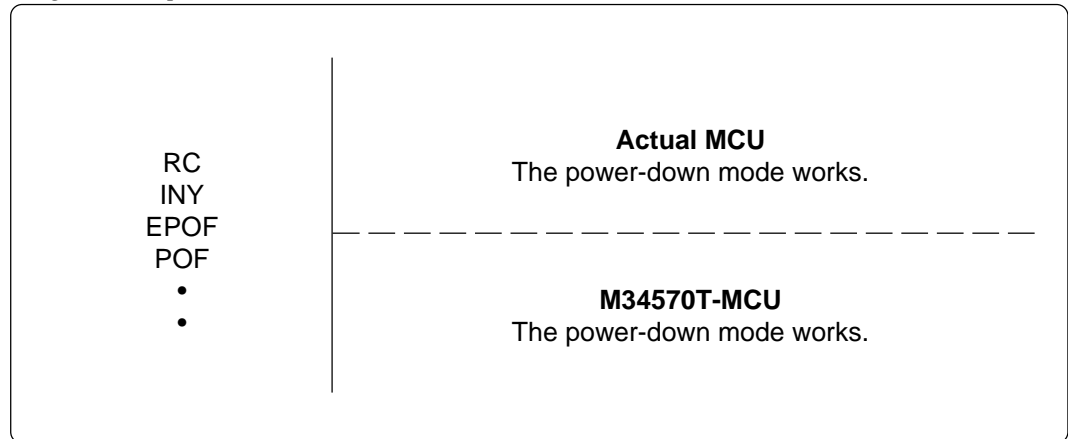 RC
INY
EPOF
POF
•
•
Actual MCU
The power-down mode works.
M34570T-MCU
The power-down mode works.